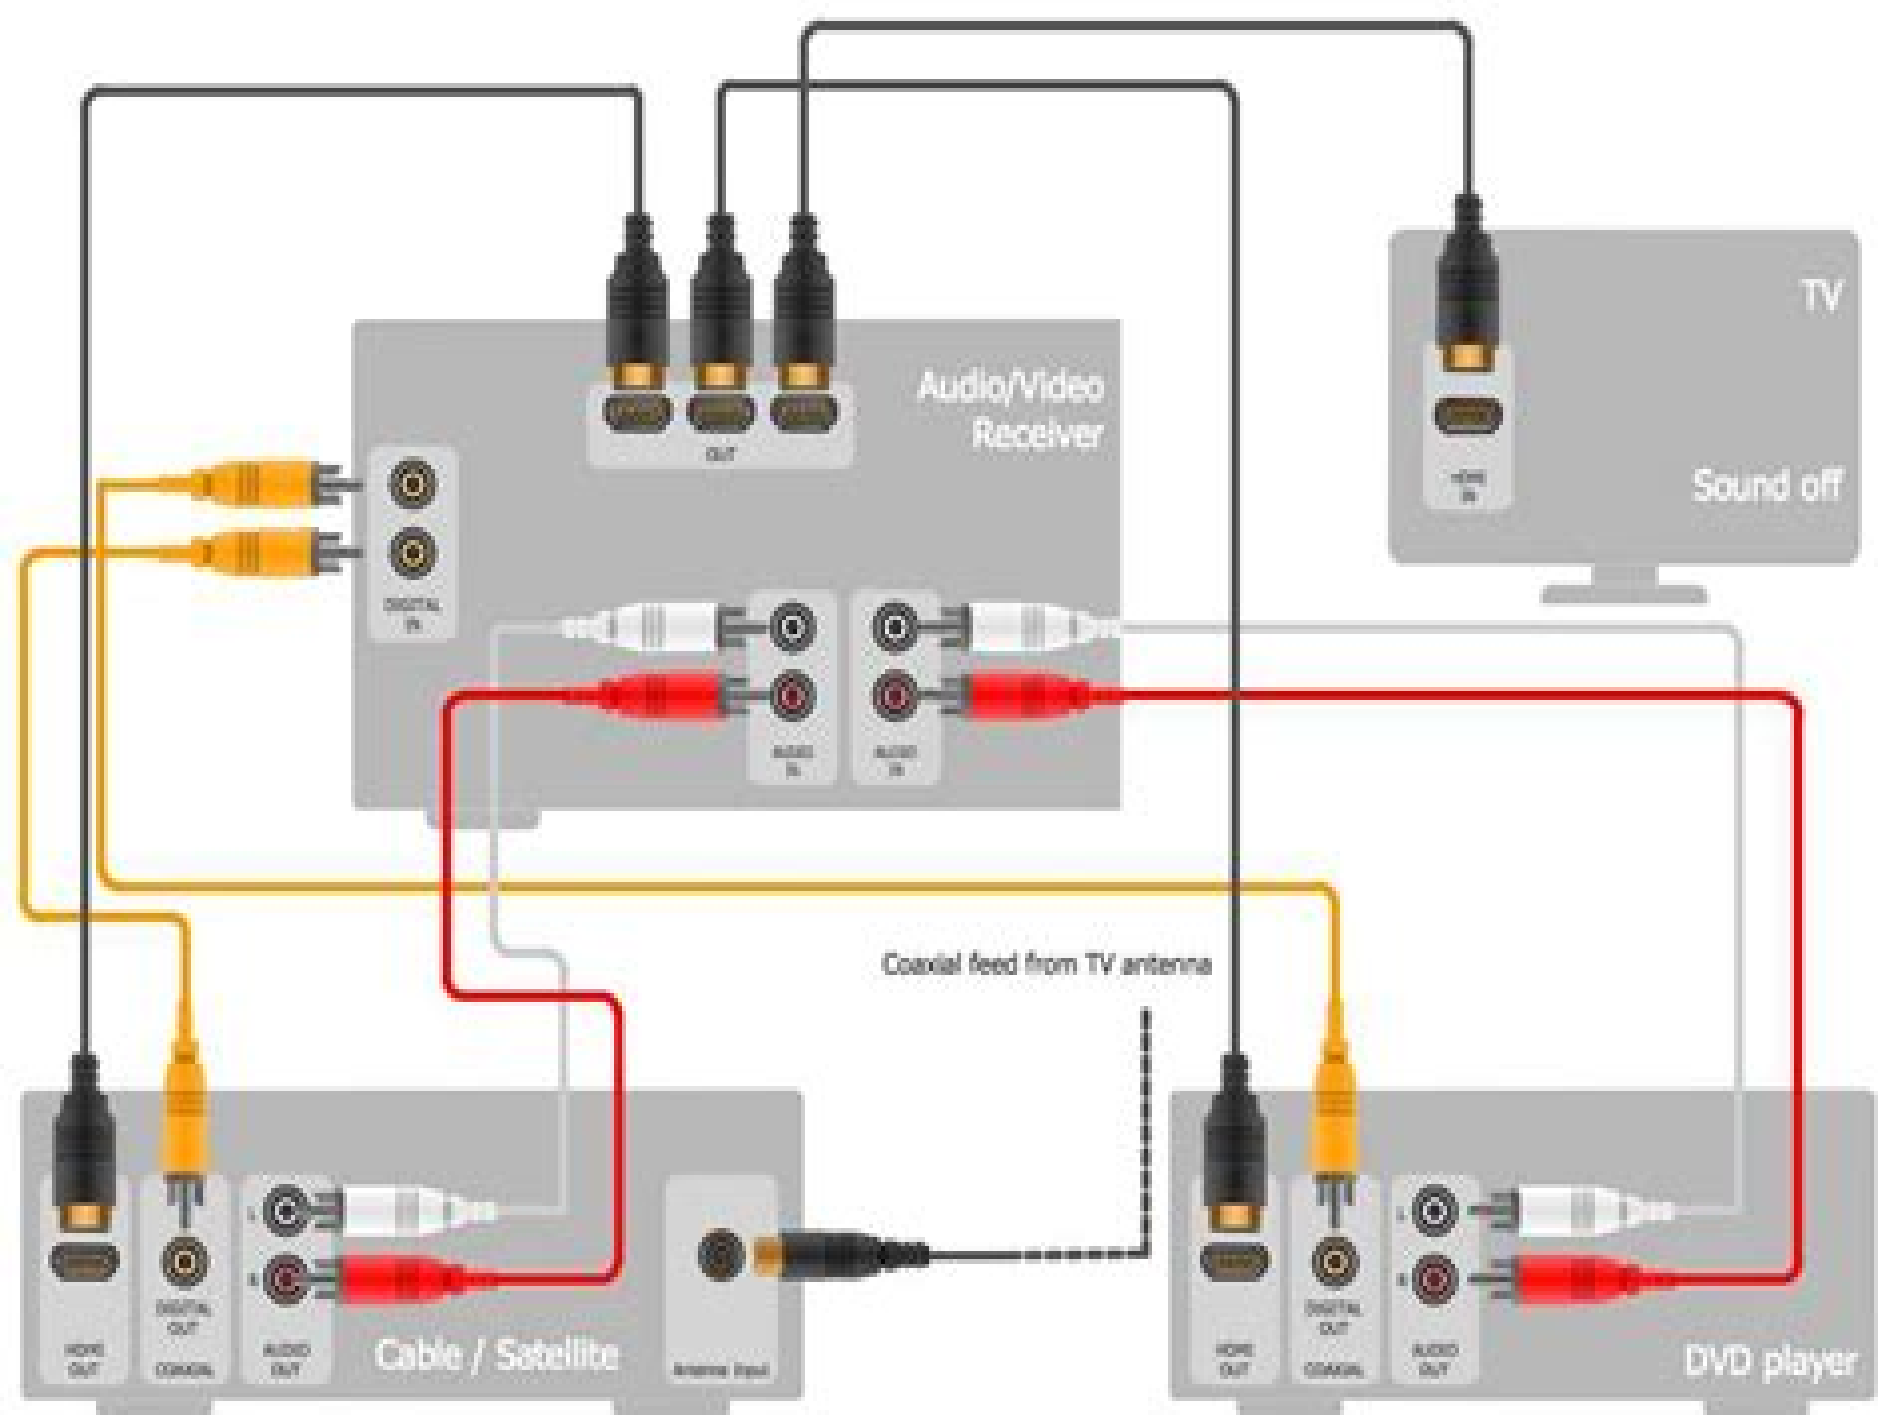 TV
Audio/Video
Receiver
OUT
HDMI
IN
Sound off
DIGITAL
IN
AUDIO
IN
AUDIO
IN
Coaxial feed from TV antenna
L
R
DIGITAL
OUT
HDMI
OUT
COAXIAL
AUDIO
OUT
Cable / Satellite
Antenna Input
L
R
DIGITAL
OUT
HDMI
OUT
COAXIAL
AUDIO
OUT
DVD player